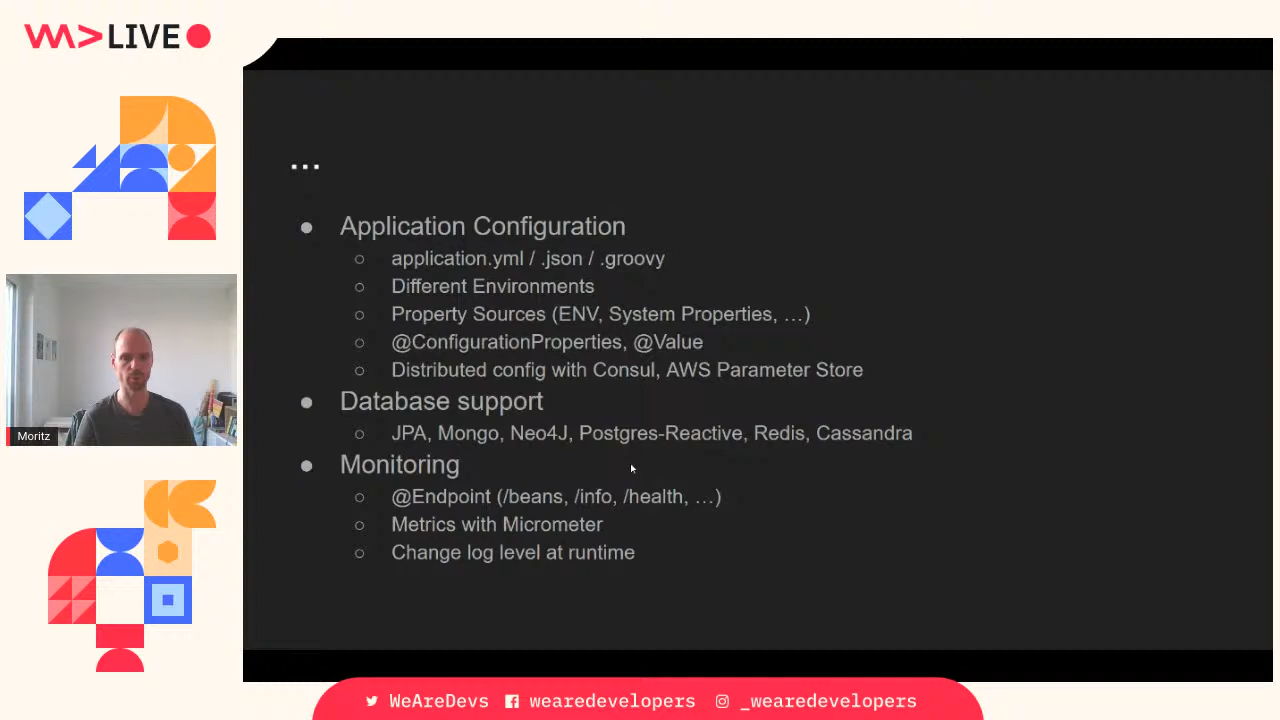 LIVE
...
● Application Configuration
○ application.yml / .json / .groovy
○ Different Environments
○ Property Sources (ENV, System Properties, …)
○ @ConfigurationProperties, @Value
○ Distributed config with Consul, AWS Parameter Store
● Database support
○ JPA, Mongo, Neo4J, Postgres-Reactive, Redis, Cassandra
● Monitoring
○ @Endpoint (/beans, /info, /health, …)
○ Metrics with Micrometer
○ Change log level at runtime
Moritz
WeAreDevs wearedevelopers _wearedevelopers